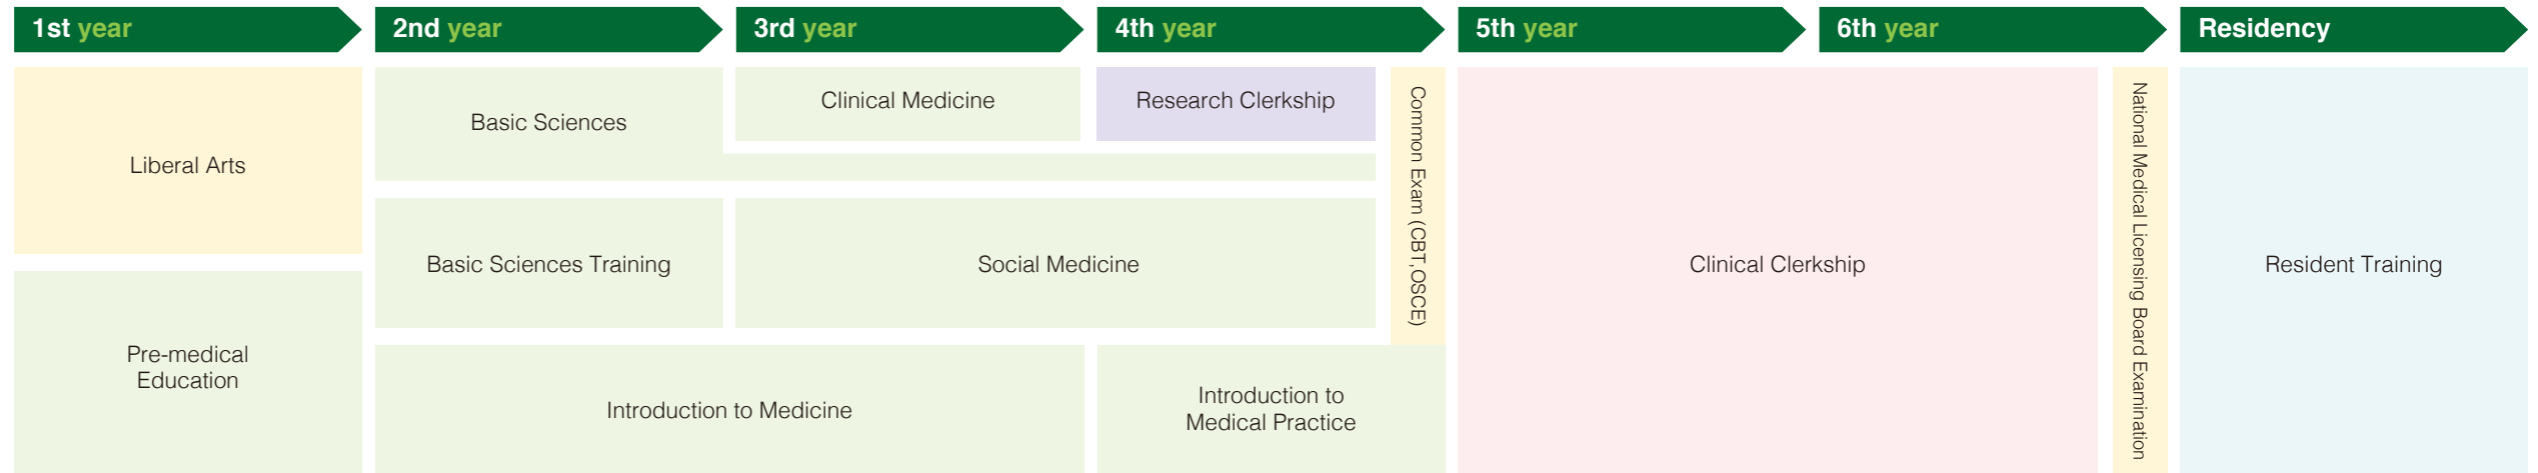 1st year
2nd year
3rd year
4th year
5th year
6th year
Residency
Liberal Arts
Pre-medical
Education
Basic Sciences
Clinical Medicine
Research Clerkship
Basic Sciences Training
Social Medicine
Introduction to Medicine
Introduction to
Medical Practice
Common Exam (CBT,OSCE)
Clinical Clerkship
National Medical Licensing Board Examination
Resident Training